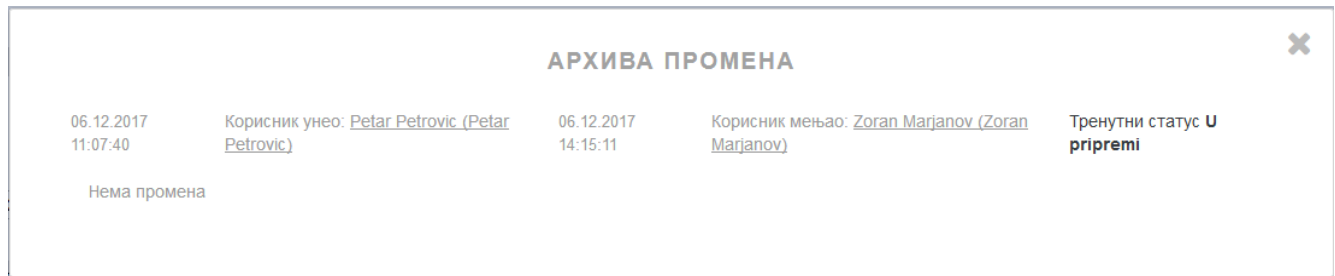 АРХИВА ПРОМЕНА
06.12.2017 Корисник унео: Petar Petrovic (Petar 06.12.2017 Корисник мењао: Zoran Marjanov (Zoran Тренутни статус U
11:07:40 Petrovic) 14:15:11 Marjanov) pripremi
Нема промена